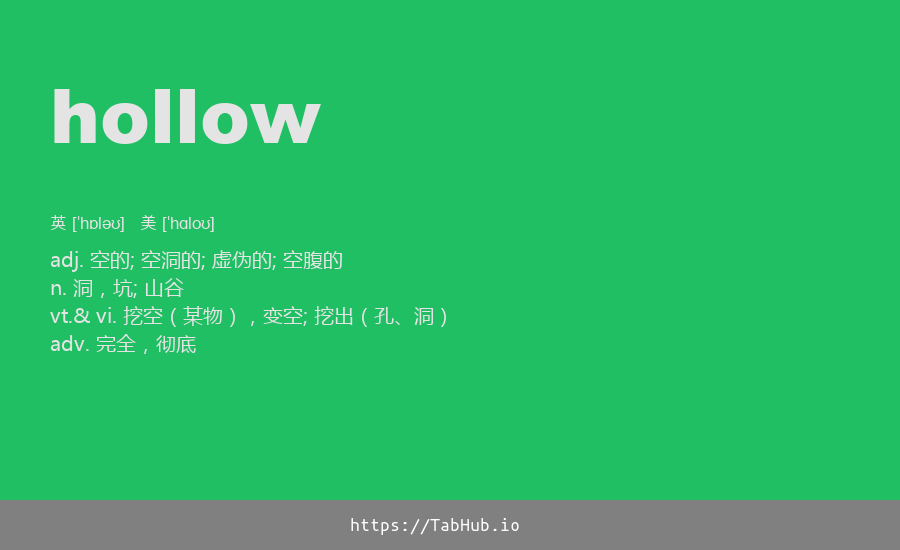 hollow
英 [ˈhɒləʊ] 美 [ˈhɑloʊ]
adj. 空的; 空洞的; 虚伪的; 空腹的
n. 洞，坑; 山谷
vt.& vi. 挖空（某物），变空; 挖出（孔、洞）
adv. 完全，彻底
https://TabHub.io